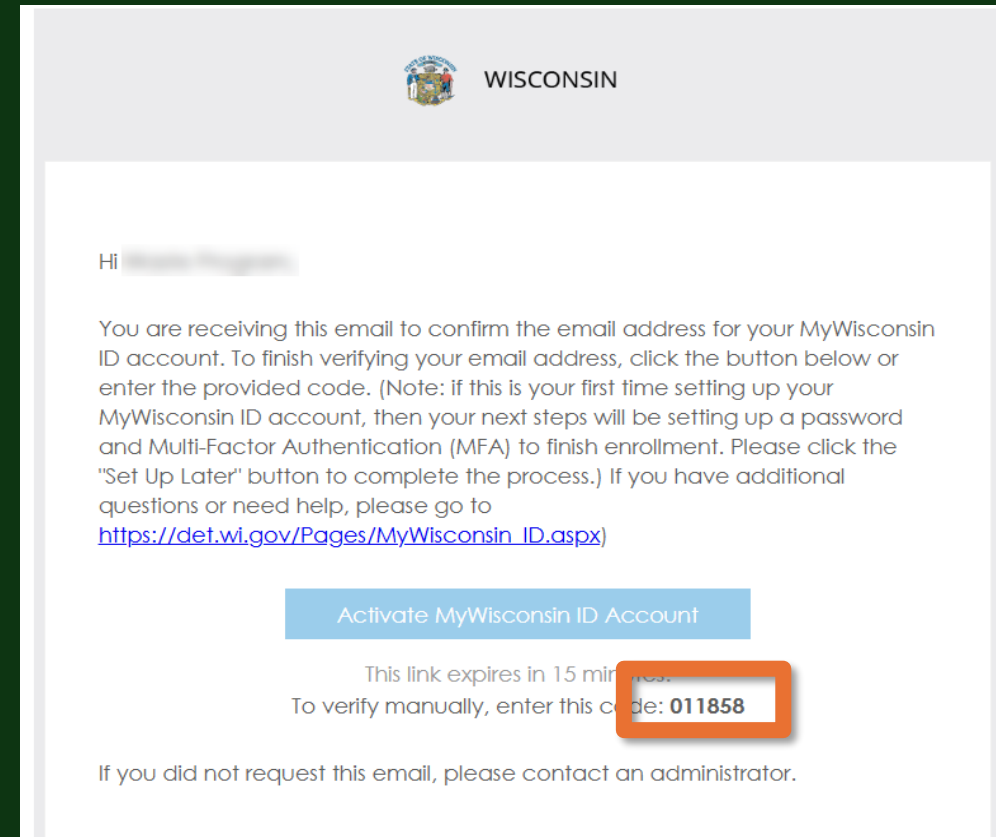 WISCONSIN
Hi
You are receiving this email to confirm the email address for your MyWisconsin
ID account. To finish verifying your email address, click the button below or
enter the provided code. (Note: if this is your first time setting up your
MyWisconsin ID account, then your next steps will be setting up a password
and Multi-Factor Authentication (MFA) to finish enrollment. Please click the
"Set Up Later" button to complete the process.) If you have additional
questions or need help, please go to
https://det.wi.gov/Pages/MyWisconsin_ID.aspx)
Activate MyWisconsin ID Account
This link expires in 15 minutes.
To verify manually, enter this code: 011858
If you did not request this email, please contact an administrator.